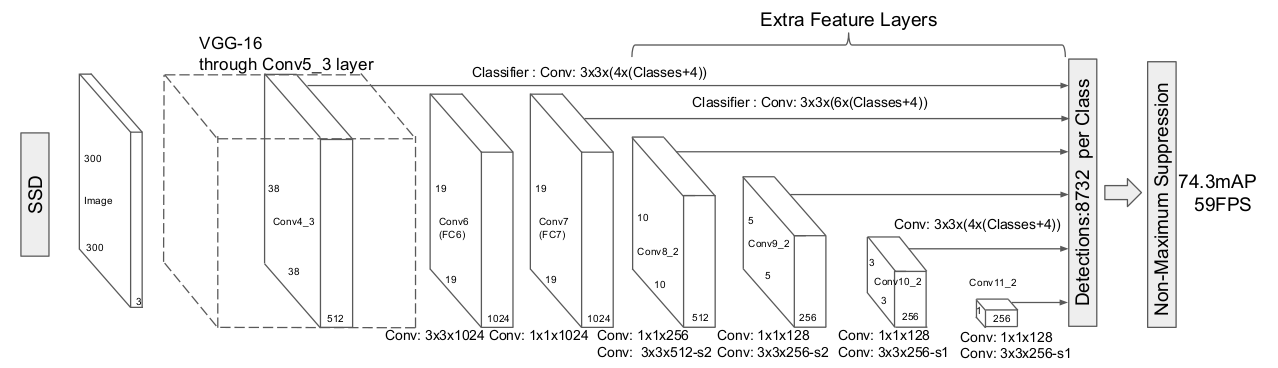 Extra Feature Layers
VGG-16
through Conv5_3 layer
Classifier : Conv: 3x3x(4x(Classes+4))
Classifier : Conv: 3x3x(6x(Classes+4))
SSD
300
Image
300
3
38
Conv4_3
38
512
19
Conv6
(FC6)
19
1024
19
Conv7
(FC7)
19
1024
10
Conv8_2
10
512
5
Conv9_2
5
256
Conv: 3x3x(4x(Classes+4))
3
Conv10_2
3
256
Conv11_2
1
256
Detections:8732 per Class
Non-Maximum Suppression
74.3mAP
59FPS
Conv: 3x3x1024
Conv: 1x1x1024
Conv: 1x1x256
Conv: 3x3x512-s2
Conv: 1x1x128
Conv: 3x3x256-s2
Conv: 1x1x128
Conv: 3x3x256-s1
Conv: 1x1x128
Conv: 3x3x256-s1